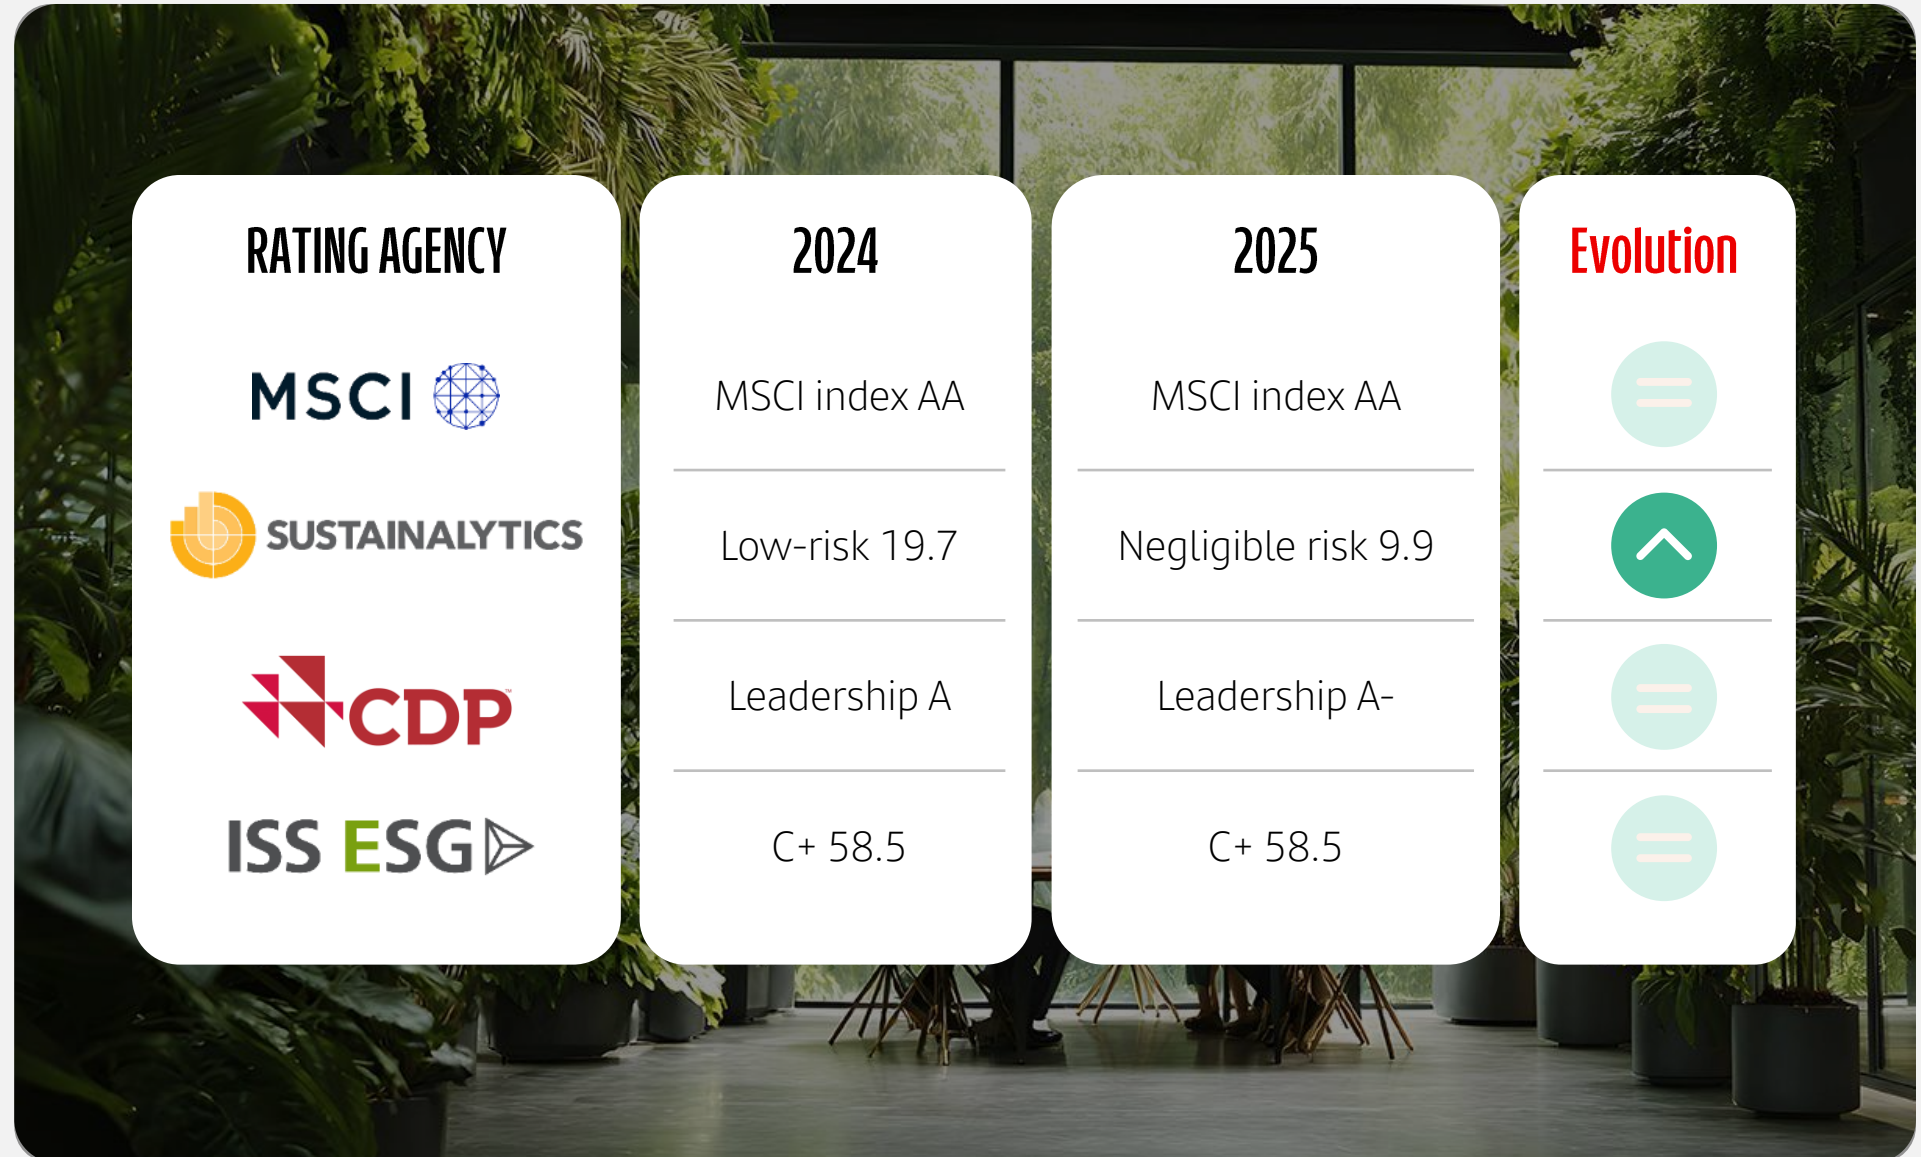 RATING AGENCY
2024
2025
Evolution
MSCI
MSCI index AA
MSCI index AA
SUSTAINALYTICS
Low-risk 19.7
Negligible risk 9.9
CDP™
Leadership A
Leadership A-
ISS ESG
C+ 58.5
C+ 58.5